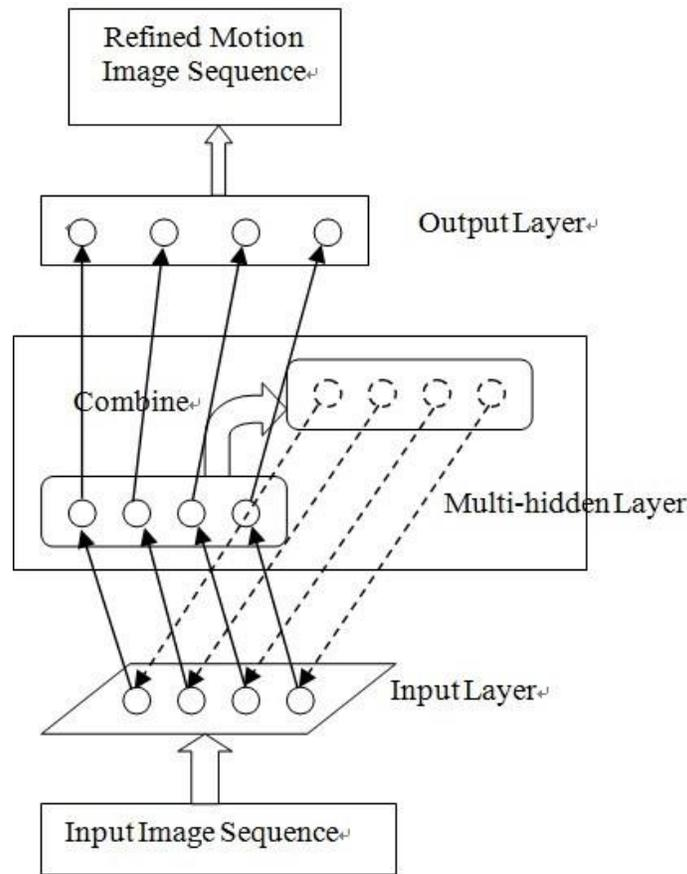 Refined Motion
Image Sequence↵
Output Layer↵
Combine↵
Multi-hidden Layer
Input Layer↵
Input Image Sequence↵